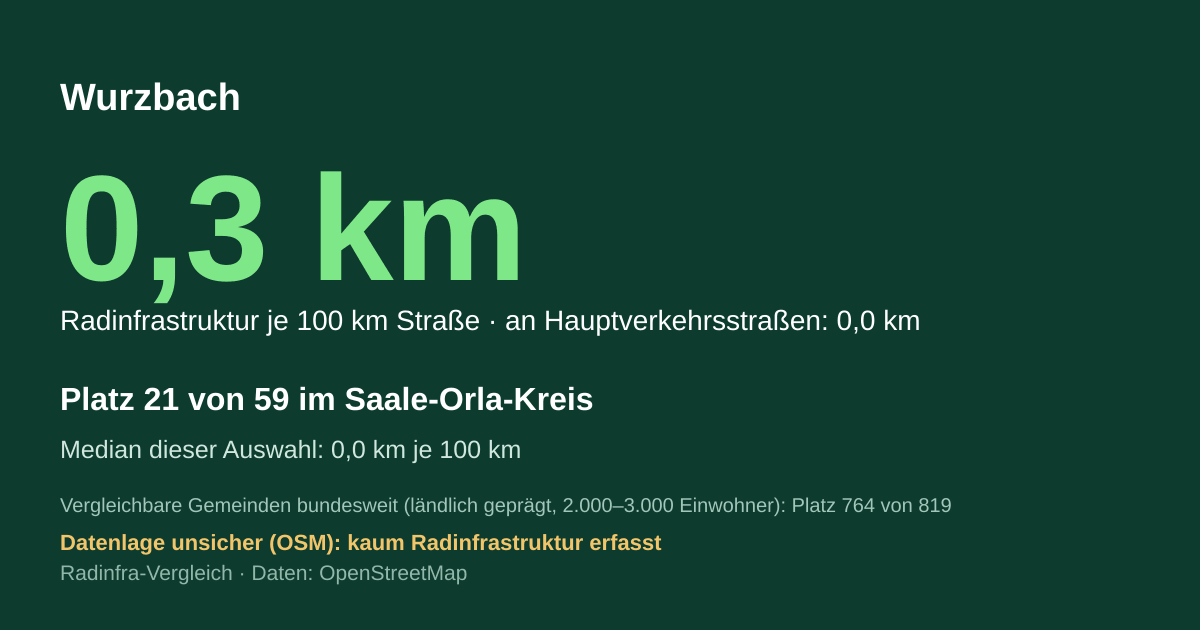 Wurzbach
0,3 km
Radinfrastruktur je 100 km Straße · an Hauptverkehrsstraßen: 0,0 km
Platz 21 von 59 im Saale-Orla-Kreis
Median dieser Auswahl: 0,0 km je 100 km
Vergleichbare Gemeinden bundesweit (ländlich geprägt, 2.000–3.000 Einwohner): Platz 764 von 819
Datenlage unsicher (OSM): kaum Radinfrastruktur erfasst
Radinfra-Vergleich · Daten: OpenStreetMap